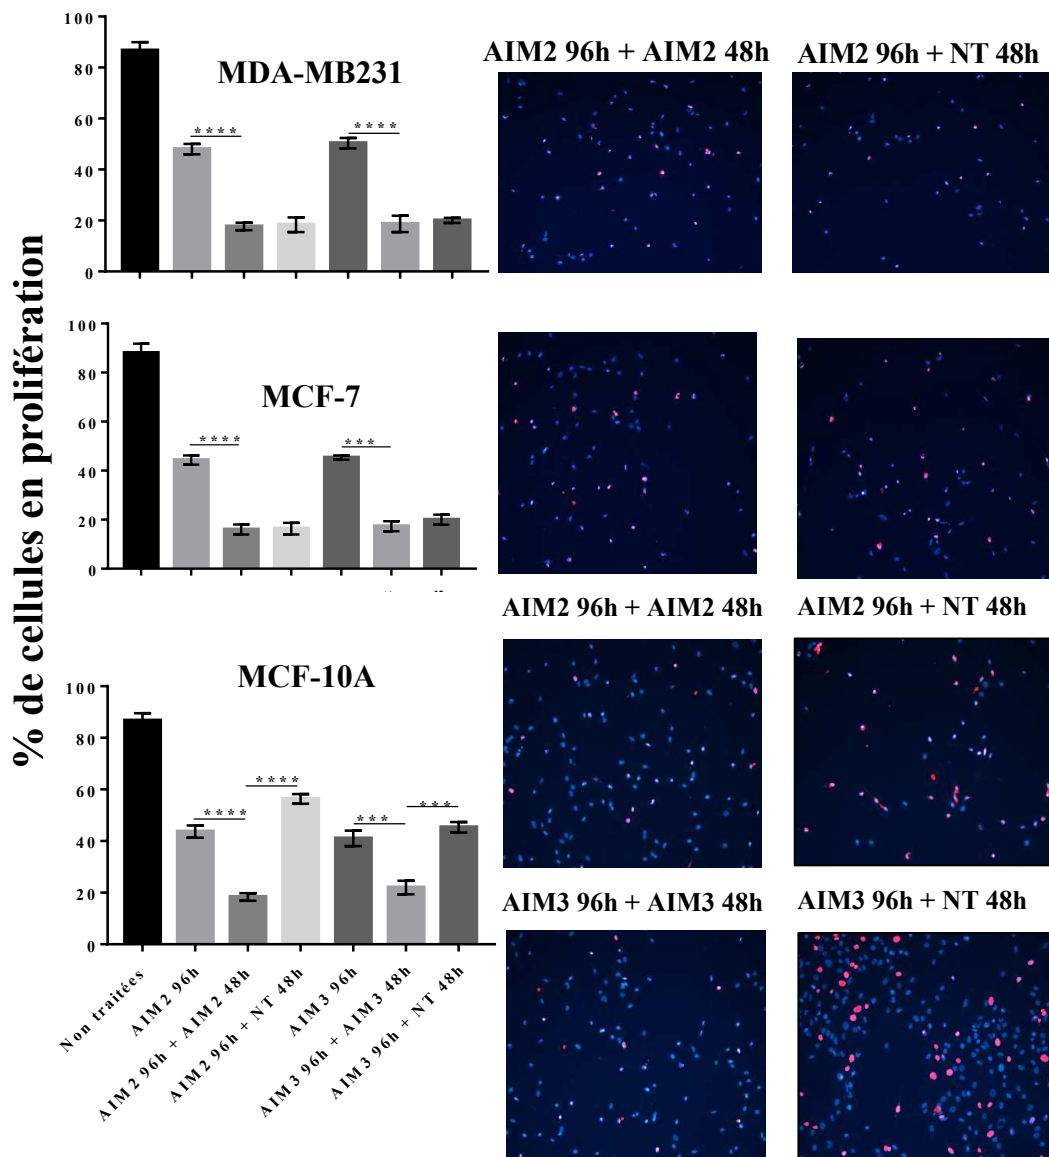 % de cellules en prolifération
MDA-MB231
100
80
60
40
20
0
****
****
AIM2 96h + AIM2 48h
AIM2 96h + NT 48h
MCF-7
100
80
60
40
20
0
****
***
AIM2 96h + AIM2 48h
AIM2 96h + NT 48h
MCF-10A
100
80
60
40
20
0
****
****
***
***
Non traitées
AIM2 96h
AIM2 96h + AIM2 48h
AIM2 96h + NT 48h
AIM3 96h
AIM3 96h + AIM3 48h
AIM3 96h + NT 48h
AIM3 96h + AIM3 48h
AIM3 96h + NT 48h